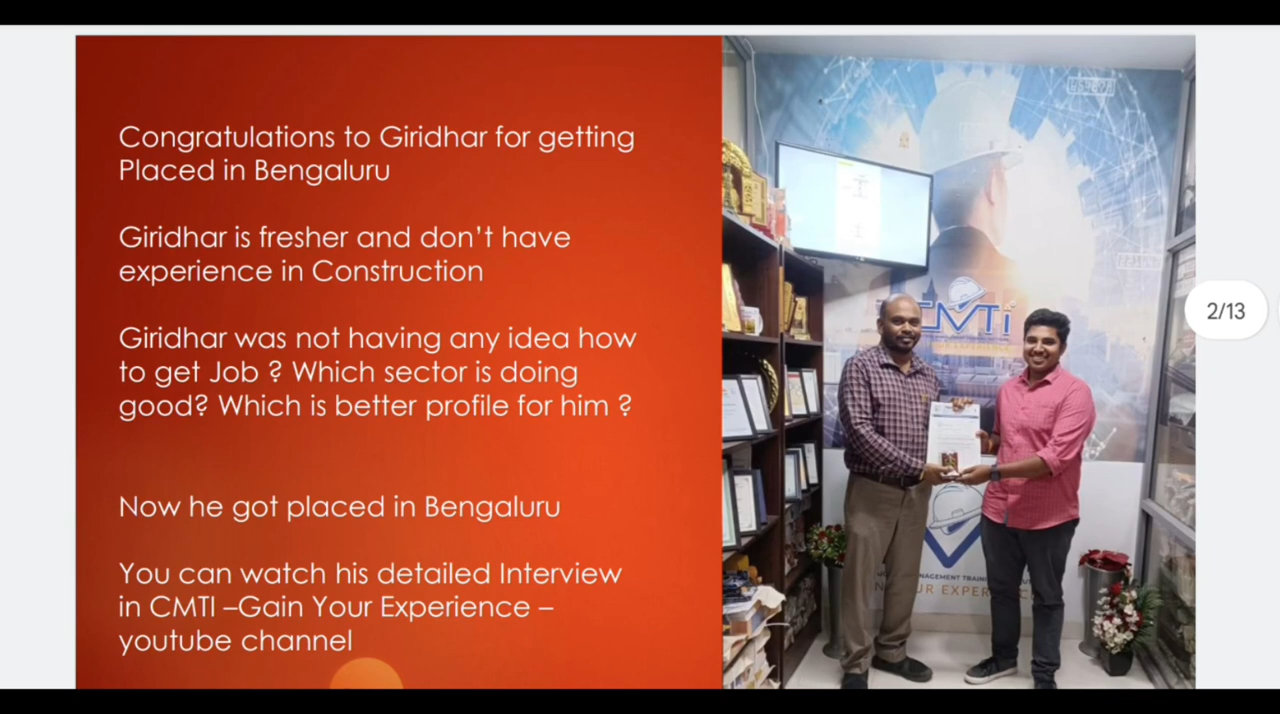 Congratulations to Giridhar for getting
Placed in Bengaluru
Giridhar is fresher and don't have
experience in Construction
Giridhar was not having any idea how
to get Job ? Which sector is doing
good? Which is better profile for him ?
Now he got placed in Bengaluru
You can watch his detailed Interview
in CMTI –Gain Your Experience –
youtube channel
CMTi
2/13